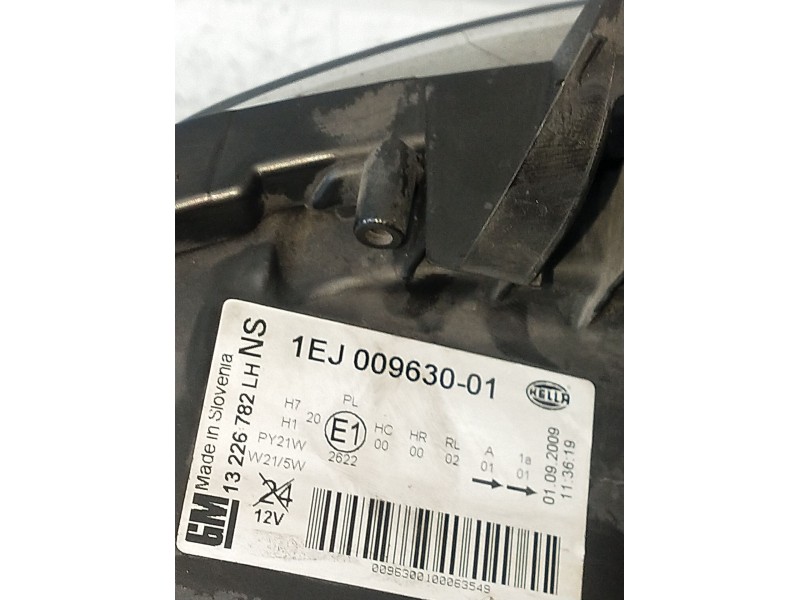 1EJ 009630-01
HELLA
GM
Made in Slovenia
13 226 782 LH NS
H7
H1
PY21W
W21/5W
PL
20
E1
2622
HC
00
HR
00
RL
02
A
01
1a
01
01.09.2009
11:36:19
24
12V
0096300100063549